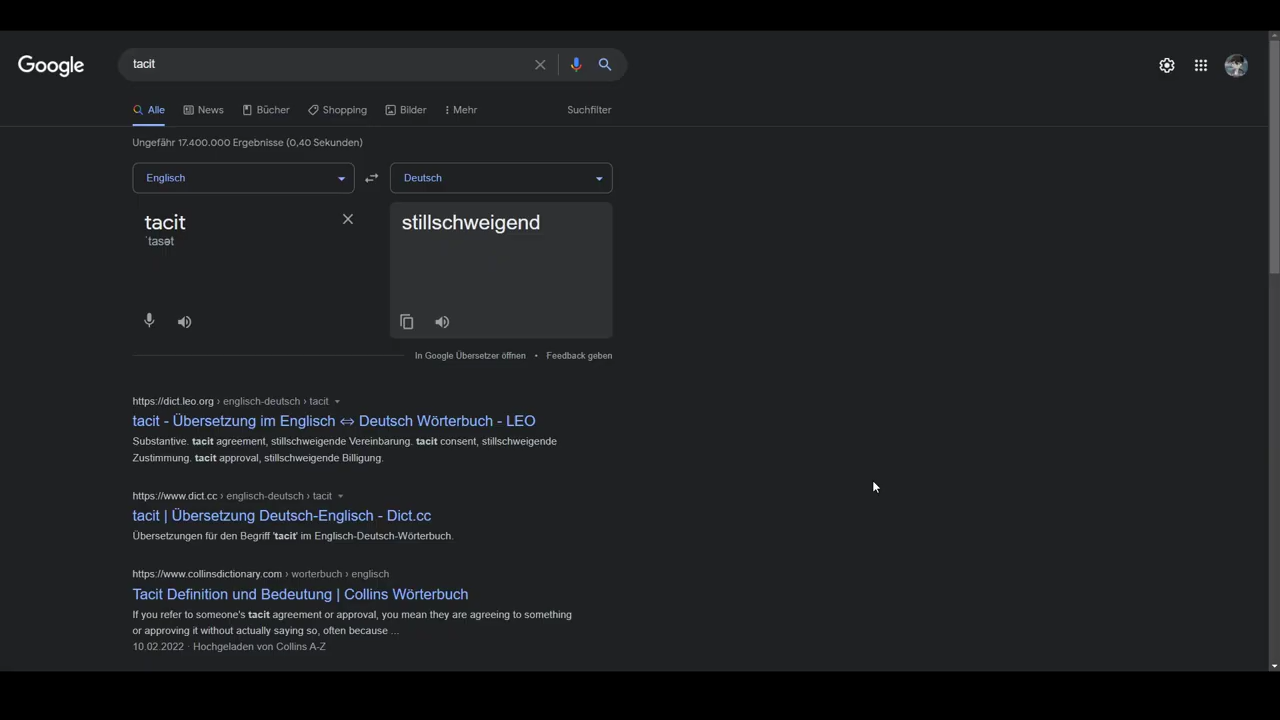 Google
tacit
Alle News Bücher Shopping Bilder Mehr Suchfilter
Ungefähr 17.400.000 Ergebnisse (0,40 Sekunden)
Englisch Deutsch
tacit stillschweigend
ˈtasət
In Google Übersetzer öffnen • Feedback geben
https://dict.leo.org › englisch-deutsch › tacit
tacit - Übersetzung im Englisch ⇔ Deutsch Wörterbuch - LEO
Substantive. tacit agreement, stillschweigende Vereinbarung. tacit consent, stillschweigende
Zustimmung. tacit approval, stillschweigende Billigung.
https://www.dict.cc › englisch-deutsch › tacit
tacit | Übersetzung Deutsch-Englisch - Dict.cc
Übersetzungen für den Begriff 'tacit' im Englisch-Deutsch-Wörterbuch.
https://www.collinsdictionary.com › worterbuch › englisch
Tacit Definition und Bedeutung | Collins Wörterbuch
If you refer to someone's tacit agreement or approval, you mean they are agreeing to something
or approving it without actually saying so, often because ...
10.02.2022 · Hochgeladen von Collins A-Z